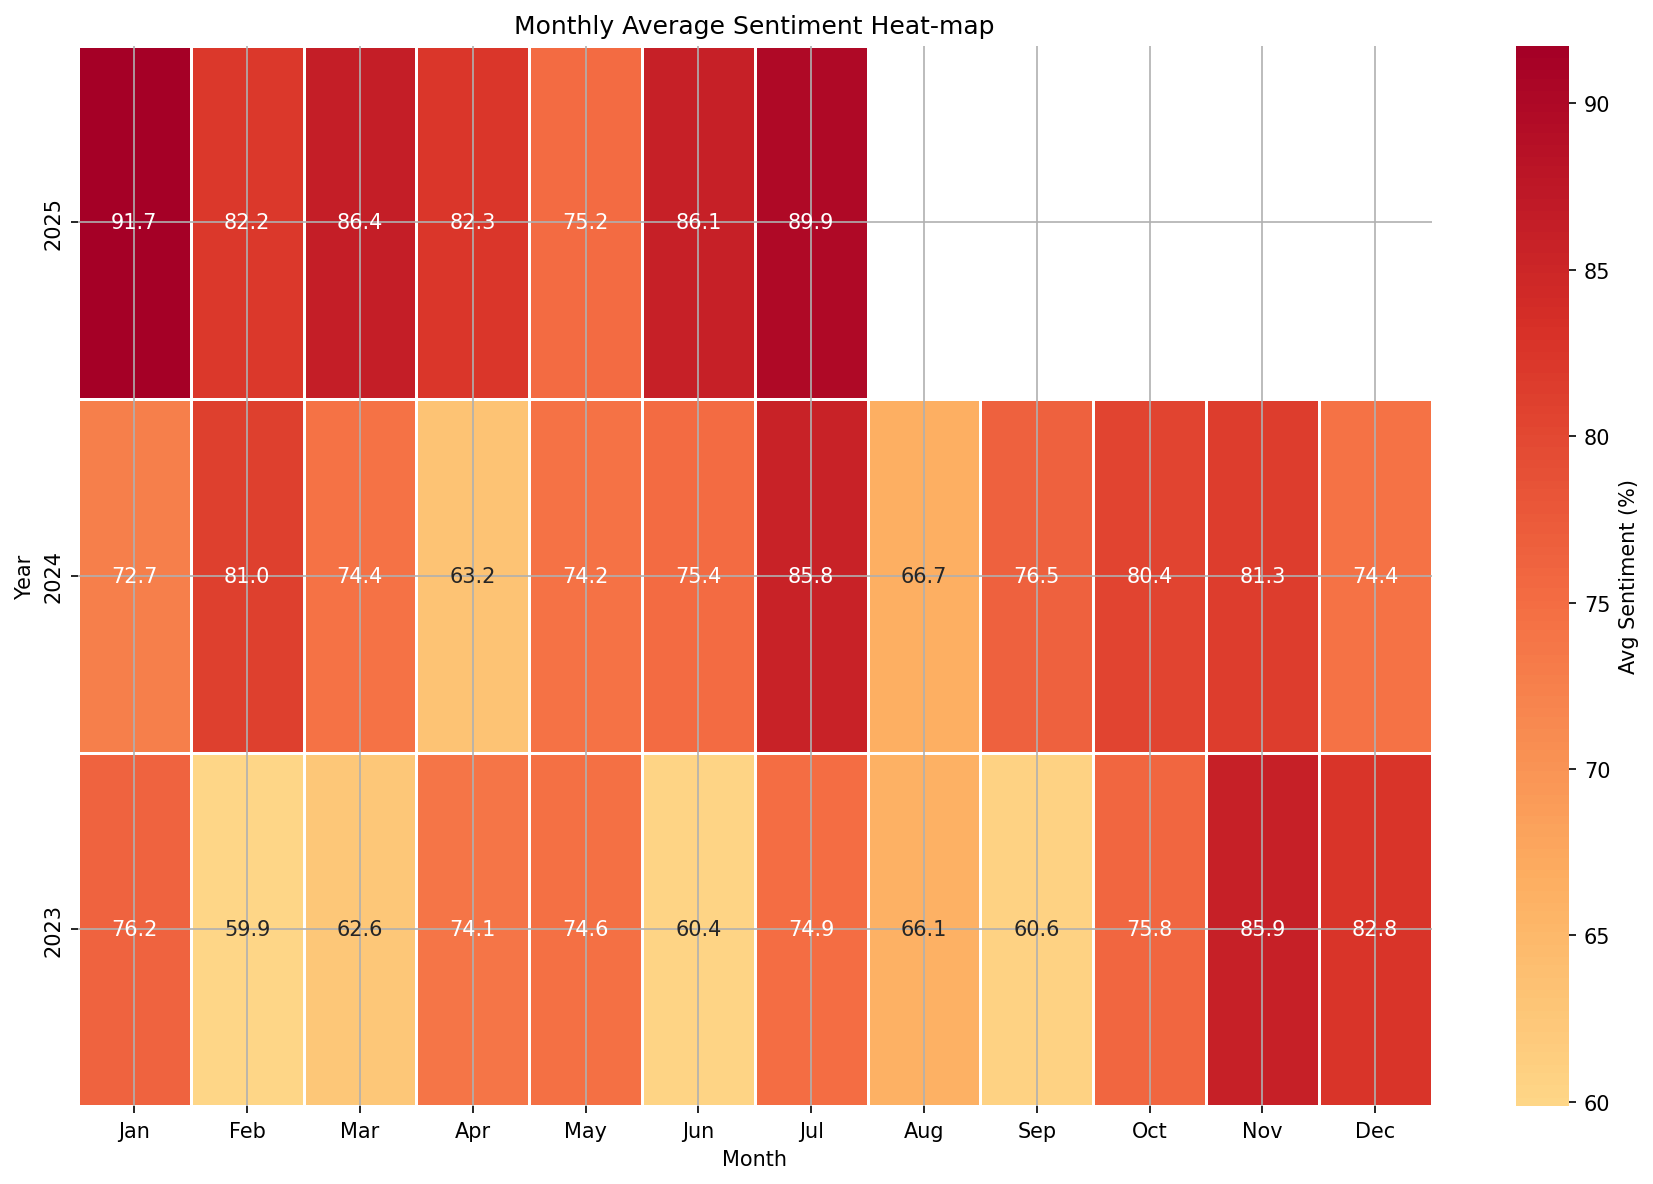 Monthly Average Sentiment Heat-map
2025
91.7 82.2 86.4 82.3 75.2 86.1 89.9
2024
72.7 81.0 74.4 63.2 74.2 75.4 85.8 66.7 76.5 80.4 81.3 74.4
2023
76.2 59.9 62.6 74.1 74.6 60.4 74.9 66.1 60.6 75.8 85.9 82.8
Year
Jan Feb Mar Apr May Jun Jul Aug Sep Oct Nov Dec
Month
90
85
80
75
70
65
60
Avg Sentiment (%)